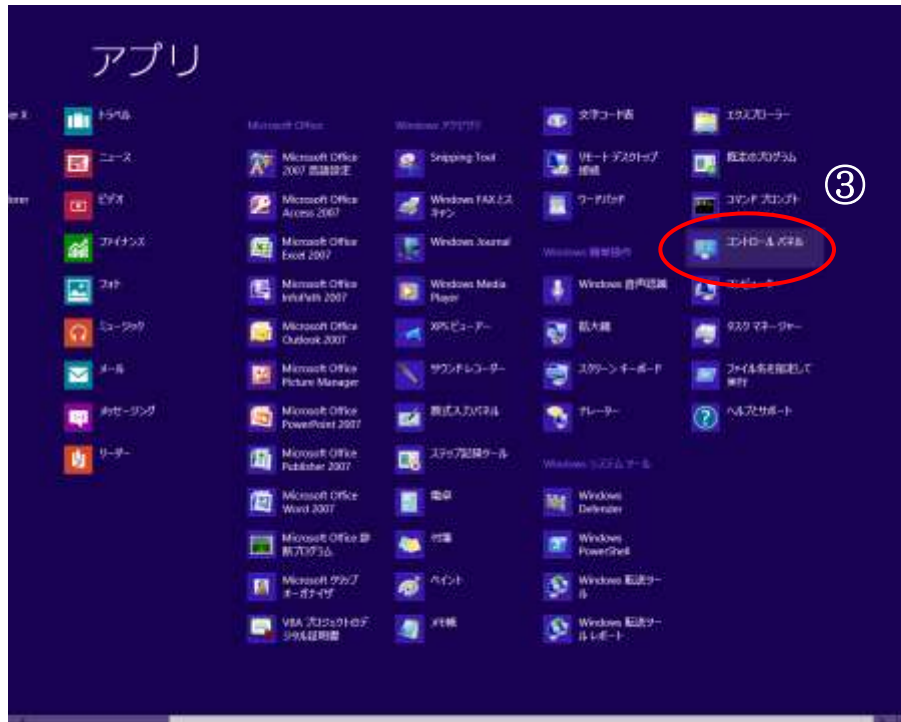 アプリ
③
トラベル
ニュース
ビデオ
ファイナンス
フォト
ミュージック
メール
メッセージング
リーダー
Microsoft Office
Microsoft Office
2007 言語設定
Microsoft Office
Access 2007
Microsoft Office
Excel 2007
Microsoft Office
InfoPath 2007
Microsoft Office
Outlook 2007
Microsoft Office
Picture Manager
Microsoft Office
PowerPoint 2007
Microsoft Office
Publisher 2007
Microsoft Office
Word 2007
Microsoft Office 診
断プログラム
Microsoft クリップ
オーガナイザ
VBA プロジェクトのデ
ジタル証明書
Windows アクセサリ
Snipping Tool
Windows FAX とス
キャン
Windows Journal
Windows Media
Player
XPS ビューアー
サウンド レコーダー
数式入力パネル
ステップ記録ツール
電卓
付箋
ペイント
メモ帳
文字コード表
リモート デスクトップ
接続
ワードパッド
Windows 簡単操作
Windows 音声認識
拡大鏡
スクリーン キーボード
ナレーター
Windows システム ツール
Windows
Defender
Windows
PowerShell
Windows 転送ツー
ル
Windows 転送ツー
ル レポート
エクスプローラー
既定のプログラム
コマンド プロンプト
コントロール パネル
コンピューター
タスク マネージャー
ファイル名を指定して
実行
ヘルプとサポート